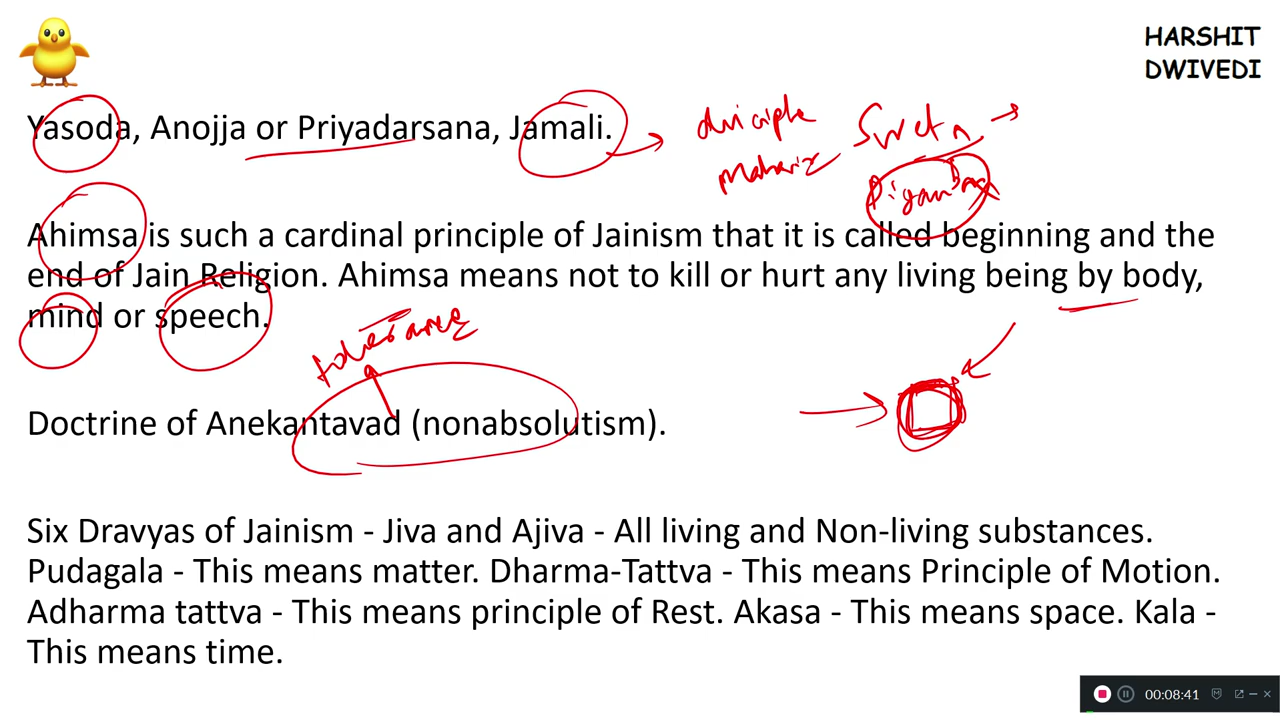 HARSHIT
DWIVEDI
Yasoda, Anojja or Priyadarsana, Jamali.
Ahimsa is such a cardinal principle of Jainism that it is called beginning and the
end of Jain Religion. Ahimsa means not to kill or hurt any living being by body,
mind or speech.
Doctrine of Anekantavad (nonabsolutism).
Six Dravyas of Jainism - Jiva and Ajiva - All living and Non-living substances.
Pudagala - This means matter. Dharma-Tattva - This means Principle of Motion.
Adharma tattva - This means principle of Rest. Akasa - This means space. Kala -
This means time.
00:08:41